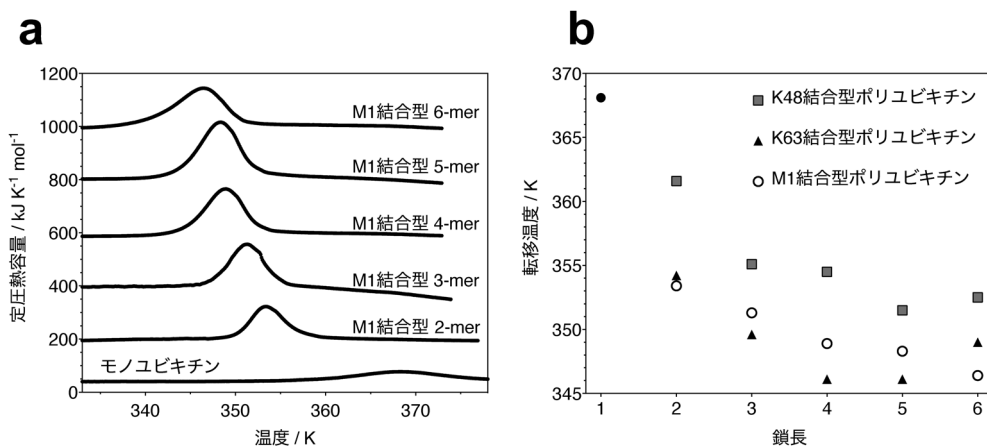 a
1200
1000
800
600
400
200
0
定圧熱容量 / kJ K⁻¹ mol⁻¹
M1結合型 6-mer
M1結合型 5-mer
M1結合型 4-mer
M1結合型 3-mer
M1結合型 2-mer
モノユビキチン
340
350
360
370
温度 / K
b
370
365
360
355
350
345
転移温度 / K
K48結合型ポリユビキチン
K63結合型ポリユビキチン
M1結合型ポリユビキチン
1
2
3
4
5
6
鎖長